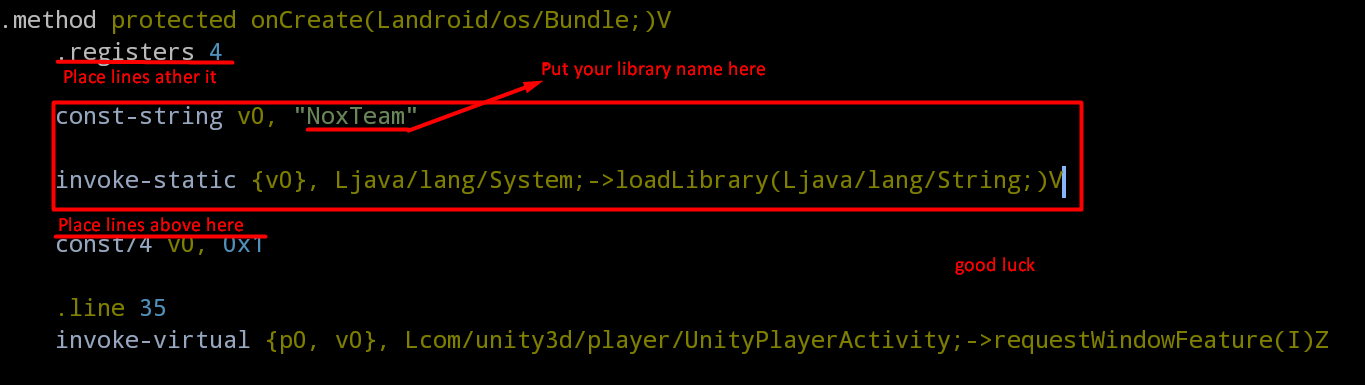 .method protected onCreate(Landroid/os/Bundle;)V
.registers 4
Place lines ather it
Put your library name here
const-string v0, "NoxTeam"
invoke-static {v0}, Ljava/lang/System;->loadLibrary(Ljava/lang/String;)V
Place lines above here
const/4 v0, 0x1
good luck
.line 35
invoke-virtual {p0, v0}, Lcom/unity3d/player/UnityPlayerActivity;->requestWindowFeature(I)Z